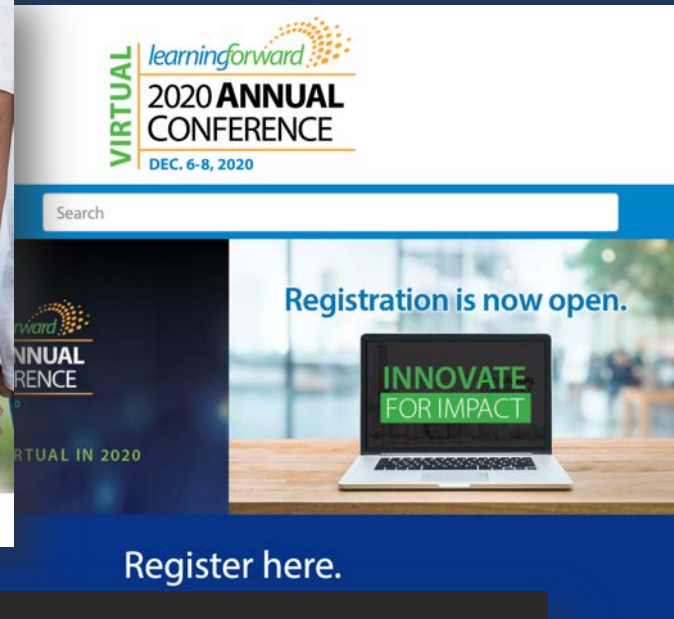 VIRTUAL
learningforward
2020 ANNUAL
CONFERENCE
DEC. 6-8, 2020
Search
Registration is now open.
rward
NNUAL
RENCE
INNOVATE
FOR IMPACT
RTUAL IN 2020
Register here.